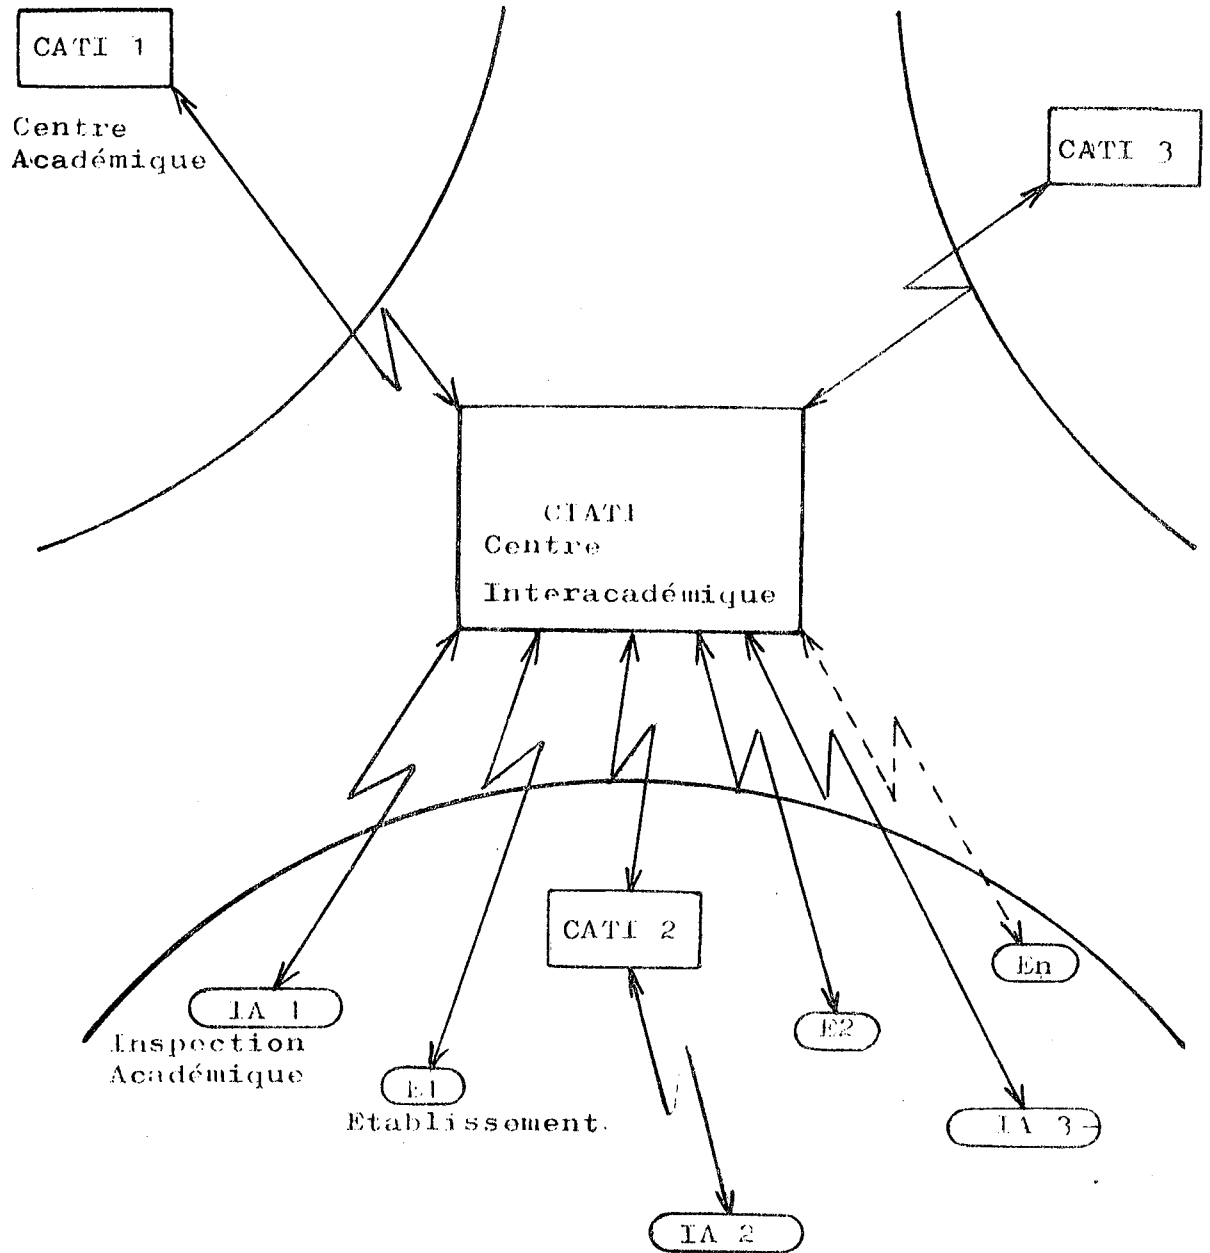 CATI 1
Centre
Académique
CATI 3
CIATI
Centre
Interacadémique
CATI 2
En
IA 1
Inspection
Académique
E2
E1
Etablissement.
IA 3
IA 2